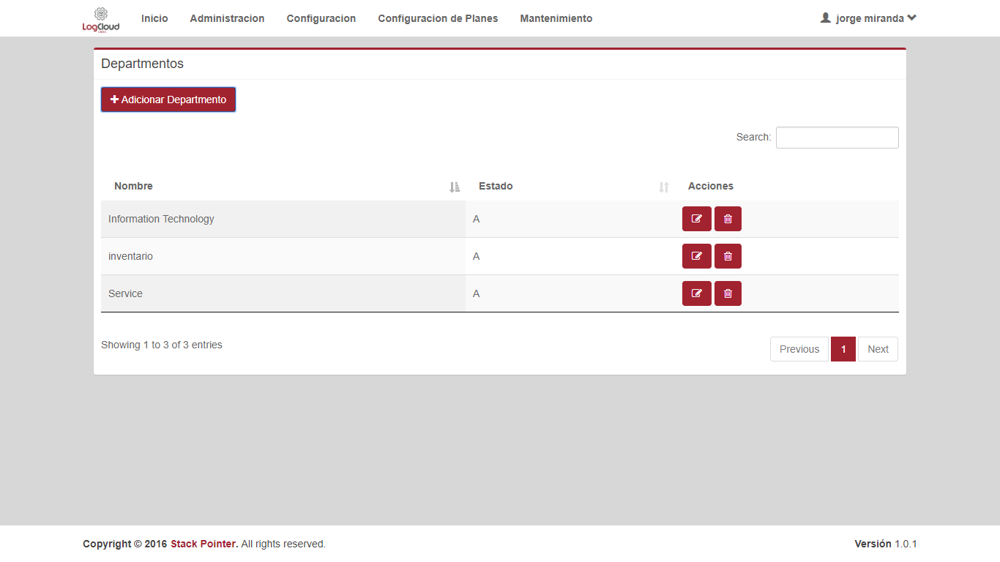 LogCloud
Inicio Administracion Configuracion Configuracion de Planes Mantenimiento jorge miranda
Departmentos
Adicionar Departmento
Search:
Nombre Estado Acciones
Information Technology A
inventario A
Service A
Showing 1 to 3 of 3 entries
Previous 1 Next
Copyright © 2016 Stack Pointer. All rights reserved. Versión 1.0.1